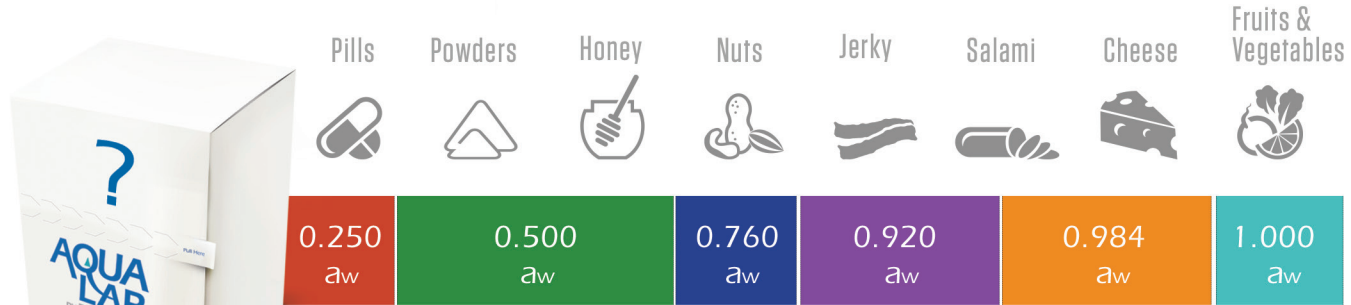 Pills
Powders
Honey
Nuts
Jerky
Salami
Cheese
Fruits &
Vegetables
?
Pull Here
AQUA
LAB
0.250
aw
0.500
aw
0.760
aw
0.920
aw
0.984
aw
1.000
aw